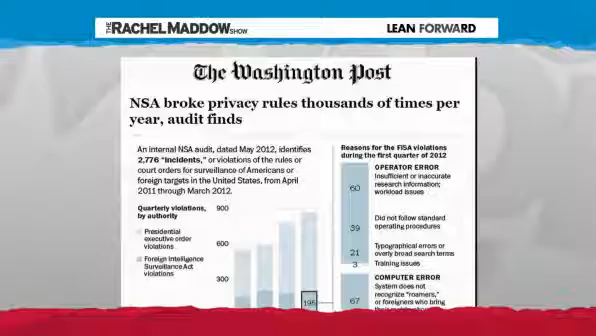 THE RACHEL MADDOW SHOW
LEAN FORWARD
The Washington Post
NSA broke privacy rules thousands of times per
year, audit finds
An internal NSA audit, dated May 2012, identifies
2,776 "incidents," or violations of the rules or
court orders for surveillance of Americans or
foreign targets in the United States, from April
2011 through March 2012.
Quarterly violations,
by authority
Presidential
executive order
violations
Foreign Intelligence
Surveillance Act
violations
900
600
300
195
Reasons for the FISA violations
during the first quarter of 2012
OPERATOR ERROR
60
Insufficient or inaccurate
research information;
workload issues
39
Did not follow standard
operating procedures
21
Typographical errors or
overly broad search terms
3
Training issues
COMPUTER ERROR
67
System does not
recognize "roamers,"
or foreigners who bring